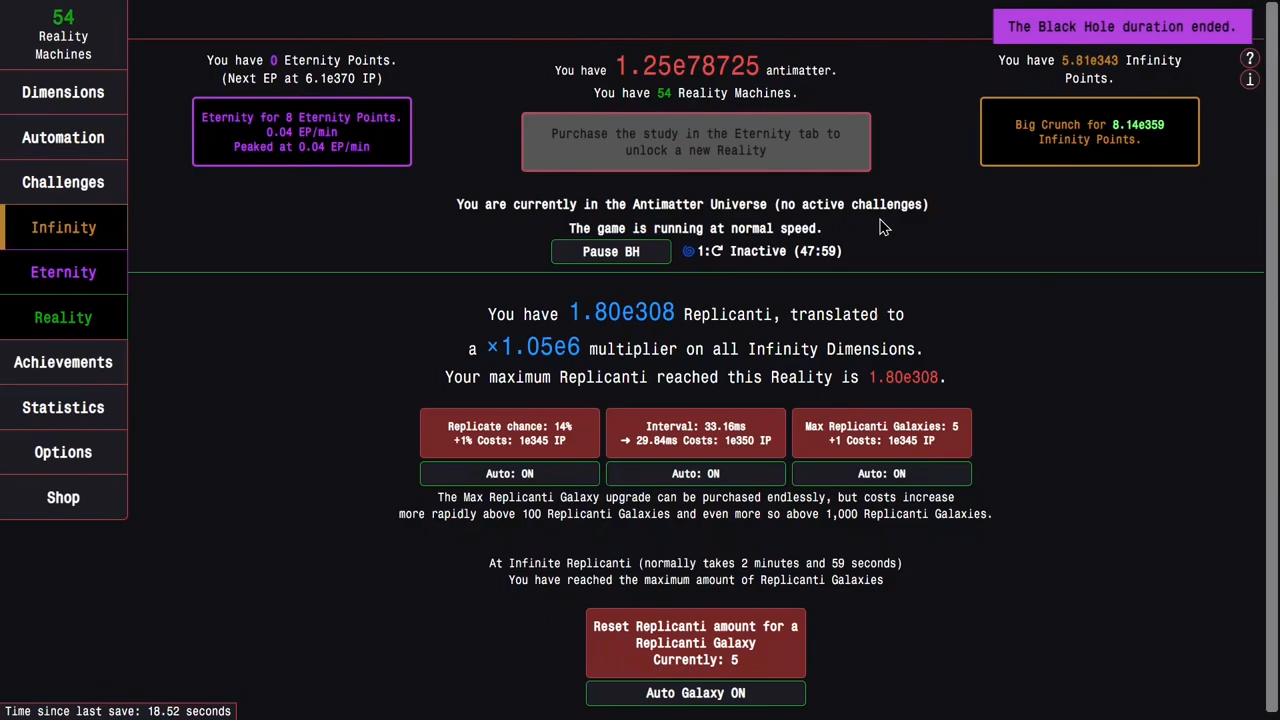 54
Reality
Machines
Dimensions
Automation
Challenges
Infinity
Eternity
Reality
Achievements
Statistics
Options
Shop
The Black Hole duration ended.
You have 0 Eternity Points.
(Next EP at 6.1e370 IP)
Eternity for 8 Eternity Points.
0.04 EP/min
Peaked at 0.04 EP/min
You have 1.25e78725 antimatter.
You have 54 Reality Machines.
Purchase the study in the Eternity tab to
unlock a new Reality
You have 5.81e343 Infinity
Points.
?
i
Big Crunch for 8.14e359
Infinity Points.
You are currently in the Antimatter Universe (no active challenges)
The game is running at normal speed.
Pause BH
1:⟳ Inactive (47:59)
You have 1.80e308 Replicanti, translated to
a ×1.05e6 multiplier on all Infinity Dimensions.
Your maximum Replicanti reached this Reality is 1.80e308.
Replicate chance: 14%
+1% Costs: 1e345 IP
Interval: 33.16ms
➜ 29.84ms Costs: 1e350 IP
Max Replicanti Galaxies: 5
+1 Costs: 1e345 IP
Auto: ON
Auto: ON
Auto: ON
The Max Replicanti Galaxy upgrade can be purchased endlessly, but costs increase
more rapidly above 100 Replicanti Galaxies and even more so above 1,000 Replicanti Galaxies.
At Infinite Replicanti (normally takes 2 minutes and 59 seconds)
You have reached the maximum amount of Replicanti Galaxies
Reset Replicanti amount for a
Replicanti Galaxy
Currently: 5
Auto Galaxy ON
Time since last save: 18.52 seconds